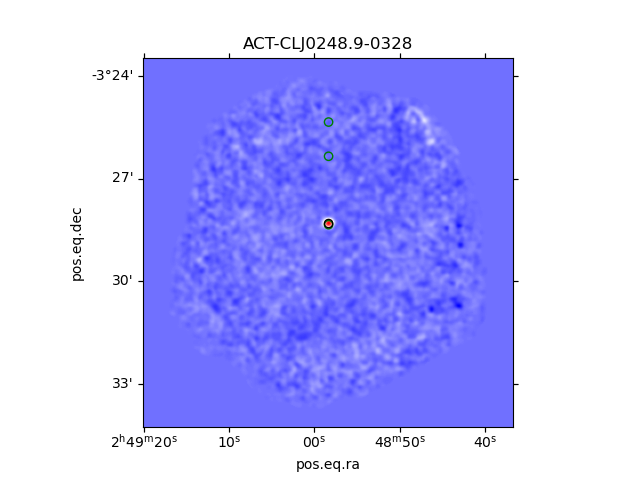 ACT-CLJ0248.9-0328
-3°24'
27'
30'
33'
pos.eq.dec
2ʰ49ᵐ20ˢ 10ˢ 00ˢ 48ᵐ50ˢ 40ˢ
pos.eq.ra